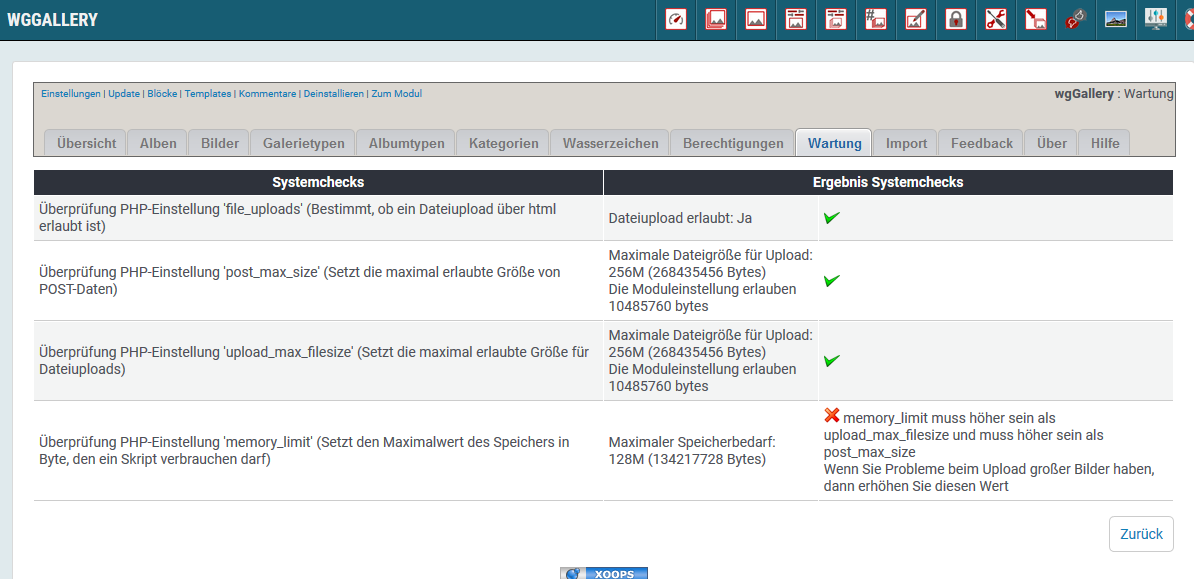 WGGALLERY
Einstellungen | Update | Blöcke | Templates | Kommentare | Deinstallieren | Zum Modul
wgGallery : Wartung
Übersicht Alben Bilder Galerietypen Albumtypen Kategorien Wasserzeichen Berechtigungen Wartung Import Feedback Über Hilfe
Systemchecks Ergebnis Systemchecks
Überprüfung PHP-Einstellung 'file_uploads' (Bestimmt, ob ein Dateiupload über html
erlaubt ist)
Dateiupload erlaubt: Ja
Überprüfung PHP-Einstellung 'post_max_size' (Setzt die maximal erlaubte Größe von
POST-Daten)
Maximale Dateigröße für Upload:
256M (268435456 Bytes)
Die Moduleinstellung erlauben
10485760 bytes
Überprüfung PHP-Einstellung 'upload_max_filesize' (Setzt die maximal erlaubte Größe für
Dateiuploads)
Maximale Dateigröße für Upload:
256M (268435456 Bytes)
Die Moduleinstellung erlauben
10485760 bytes
Überprüfung PHP-Einstellung 'memory_limit' (Setzt den Maximalwert des Speichers in
Byte, den ein Skript verbrauchen darf)
Maximaler Speicherbedarf:
128M (134217728 Bytes)
memory_limit muss höher sein als
upload_max_filesize und muss höher sein als
post_max_size
Wenn Sie Probleme beim Upload großer Bilder haben,
dann erhöhen Sie diesen Wert
Zurück
XOOPS